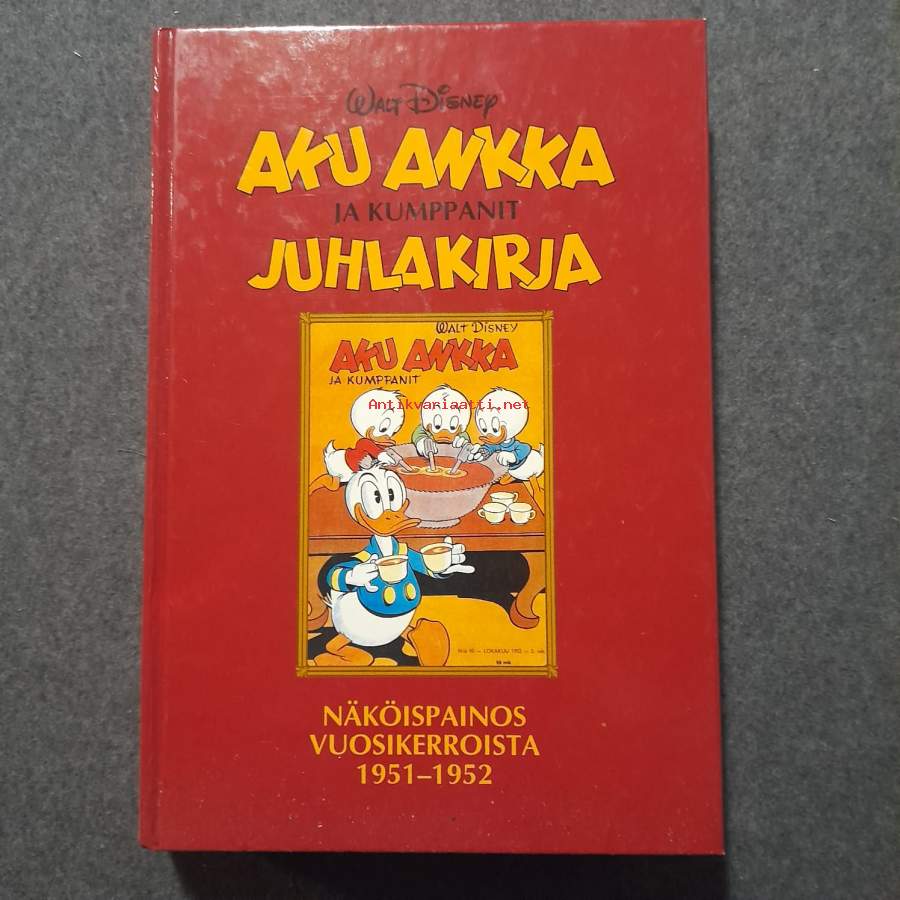 WALT DISNEY
AKU ANKKA
JA KUMPPANIT
JUHLAKIRJA
WALT DISNEY
AKU ANKKA
JA KUMPPANIT
Antikvariaatti.net
LOKAKUU
NÄKÖISPAINOS
VUOSIKERROISTA
1951–1952